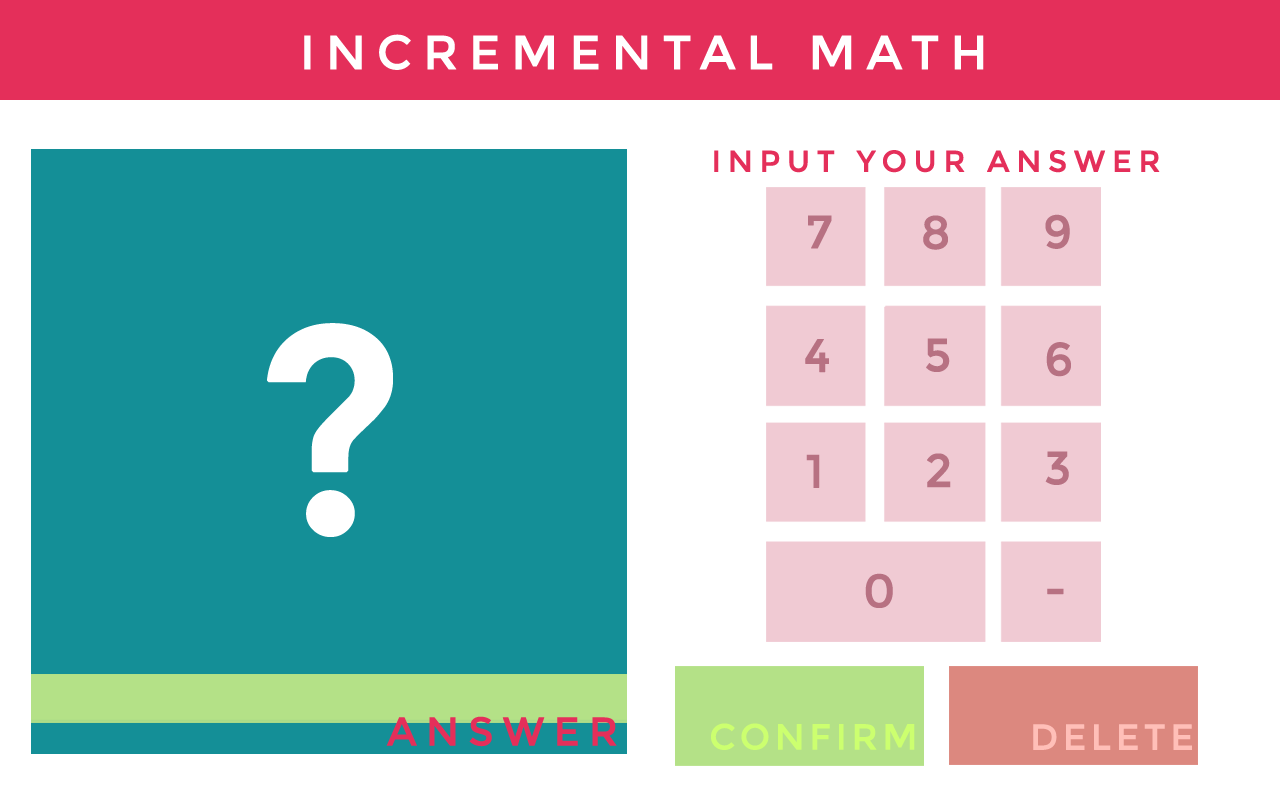 INCREMENTAL MATH
INPUT YOUR ANSWER
?
7 8 9
4 5 6
1 2 3
0 -
ANSWER
CONFIRM DELETE